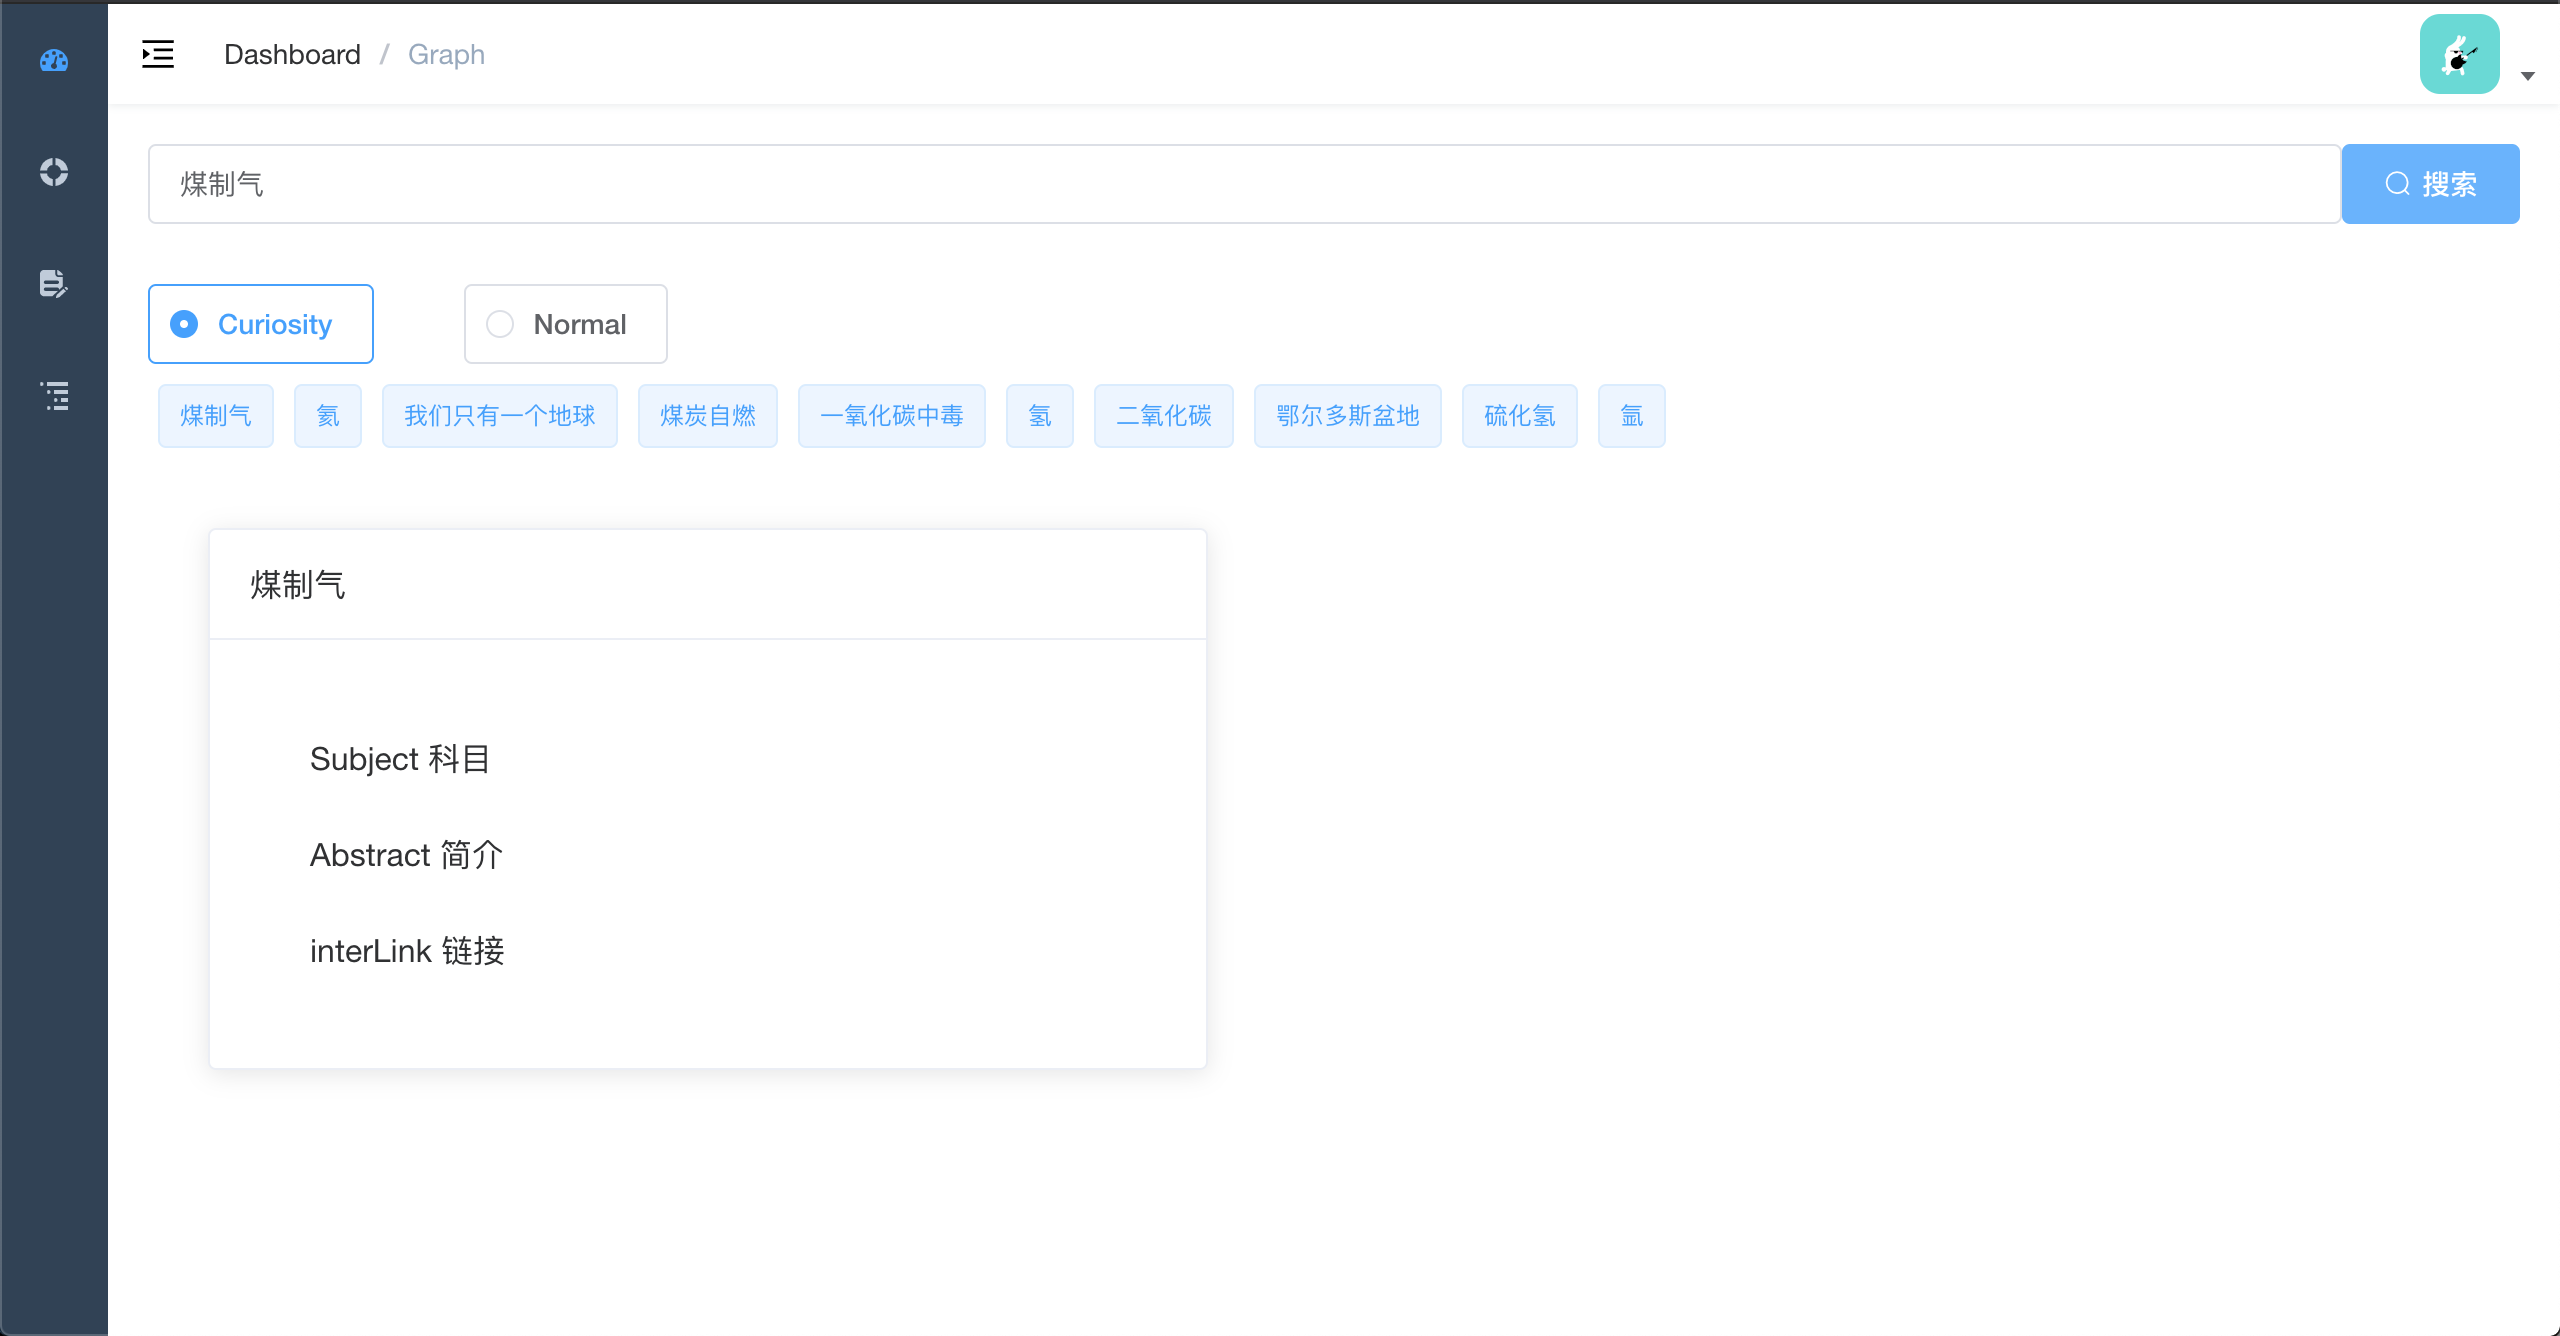 Dashboard / Graph
煤制气
搜索
Curiosity
Normal
煤制气 氦 我们只有一个地球 煤炭自燃 一氧化碳中毒 氢 二氧化碳 鄂尔多斯盆地 硫化氢 氩
煤制气
Subject 科目
Abstract 简介
interLink 链接